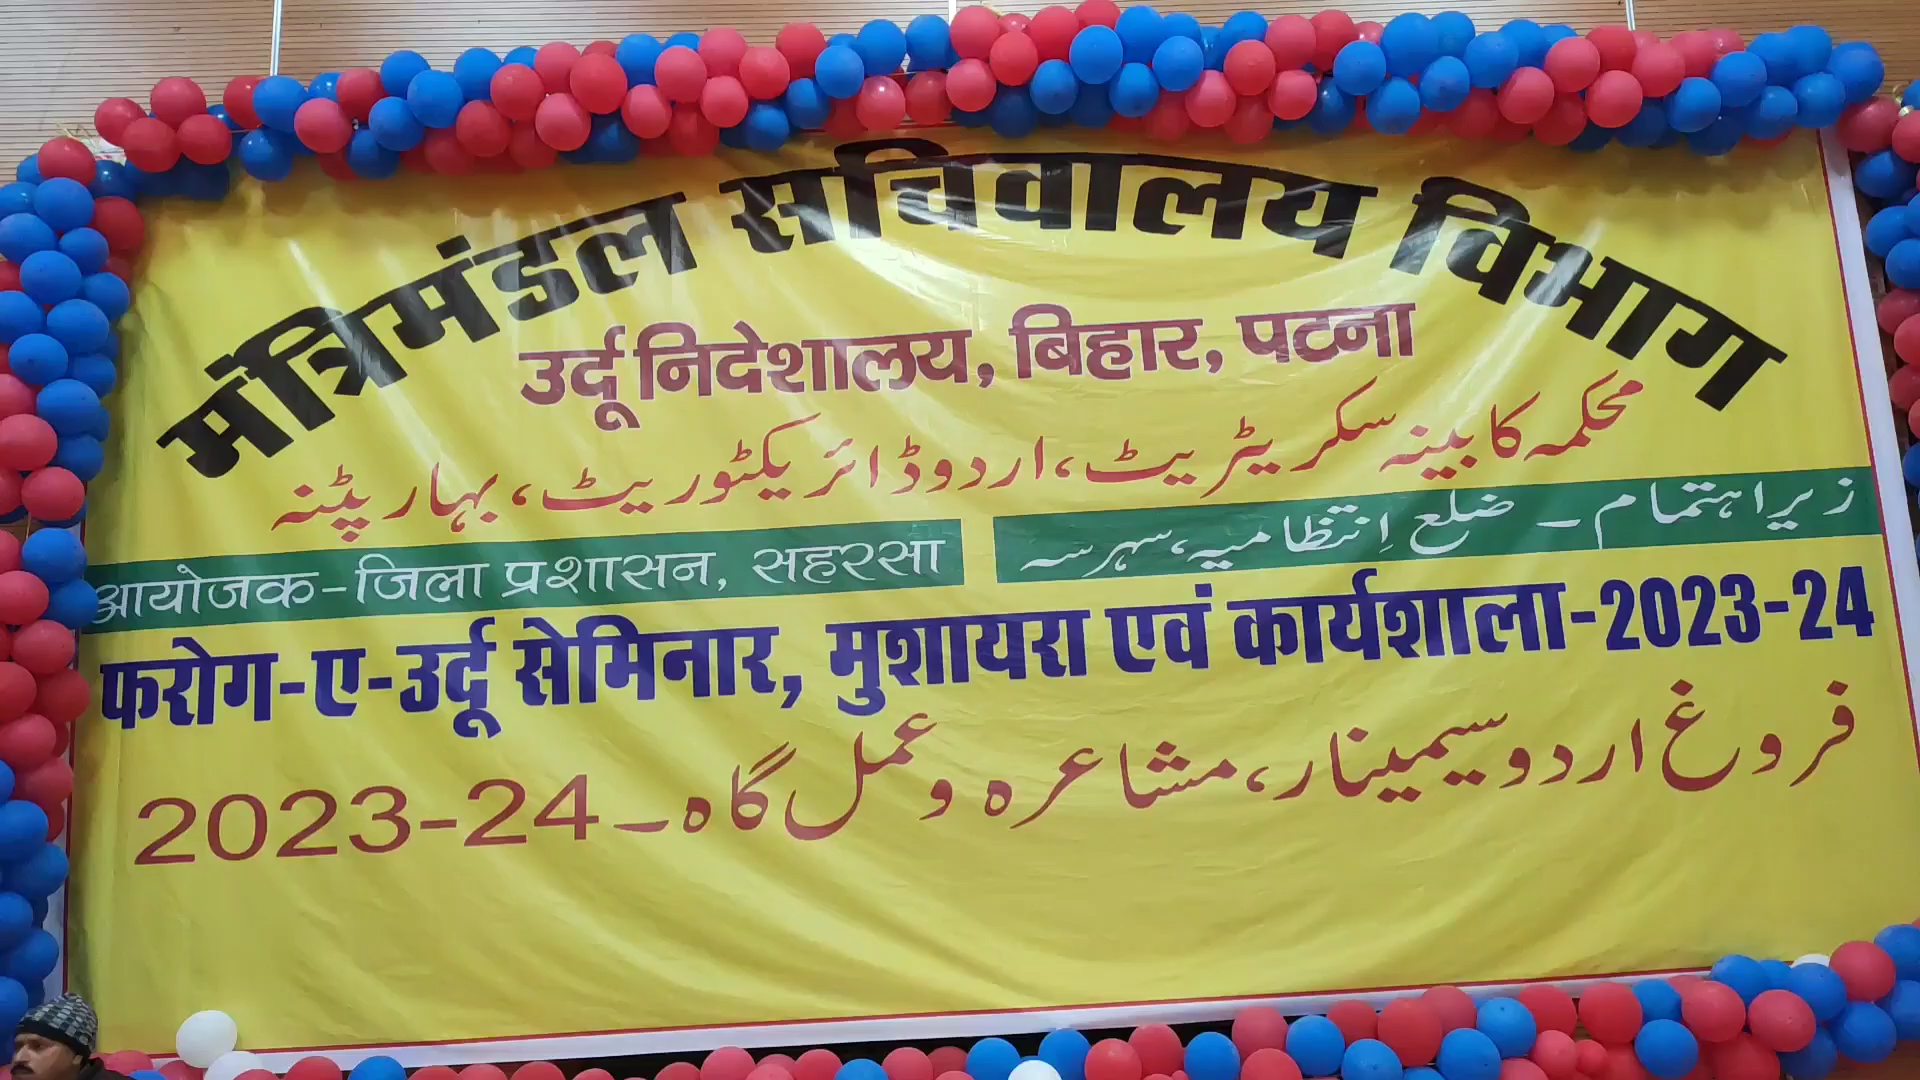 मंत्रिमंडल सचिवालय विभाग
उर्दू निदेशालय, बिहार, पटना
محکمہ کابینہ سکریٹریٹ، اردو ڈائریکٹوریٹ، بہار پٹنہ
आयोजक-जिला प्रशासन, सहरसा
زیر اہتمام ۔ ضلع اِنتظامیہ، سہرسہ
फरोग-ए-उर्दू सेमिनार, मुशायरा एवं कार्यशाला-2023-24
فروغ اردو سیمینار، مشاعرہ و عمل گاہ ۔ 2023-24